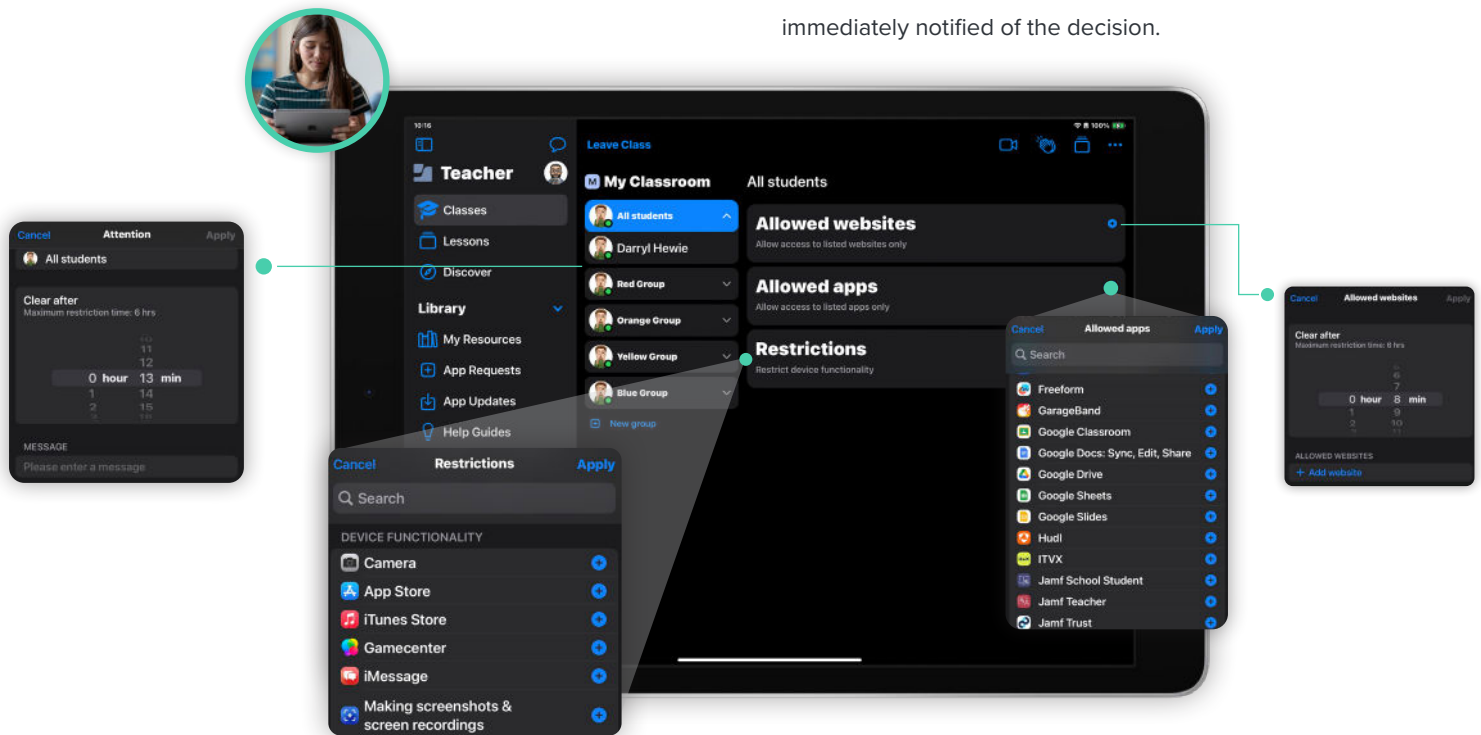 immediately notified of the decision.
10:16
100%
Teacher
Classes
Lessons
Discover
Library
My Resources
App Requests
App Updates
Help Guides
Leave Class
M My Classroom
All students
Darryl Hewie
Red Group
Orange Group
Yellow Group
Blue Group
New group
All students
Allowed websites
Allow access to listed websites only
Allowed apps
Allow access to listed apps only
Restrictions
Restrict device functionality
Cancel Attention Apply
All students
Clear after
Maximum restriction time: 6 hrs
11
12
0 hour 13 min
1 14
2 15
MESSAGE
Please enter a message
Cancel Restrictions Apply
Search
DEVICE FUNCTIONALITY
Camera
App Store
iTunes Store
Gamecenter
iMessage
Making screenshots &
screen recordings
Cancel Allowed apps Apply
Search
Freeform
GarageBand
Google Classroom
Google Docs: Sync, Edit, Share
Google Drive
Google Sheets
Google Slides
Hudl
ITVX
Jamf School Student
Jamf Teacher
Jamf Trust
Cancel Allowed websites Apply
Clear after
Maximum restriction time: 6 hrs
6
7
0 hour 8 min
1 9
2 10
ALLOWED WEBSITES
+ Add website